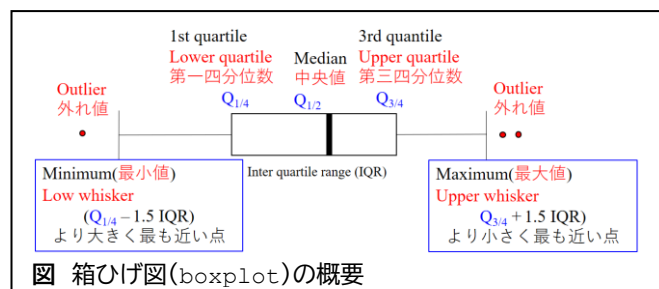 1st quartile
Lower quartile
第一四分位数
Q1/4
Median
中央値
Q1/2
3rd quantile
Upper quartile
第三四分位数
Q3/4
Outlier
外れ値
Outlier
外れ値
Inter quartile range (IQR)
Minimum(最小値)
Low whisker
(Q1/4 – 1.5 IQR)
より大きく最も近い点
Maximum(最大値)
Upper whisker
Q3/4 + 1.5 IQR)
より小さく最も近い点
図 箱ひげ図(boxplot)の概要